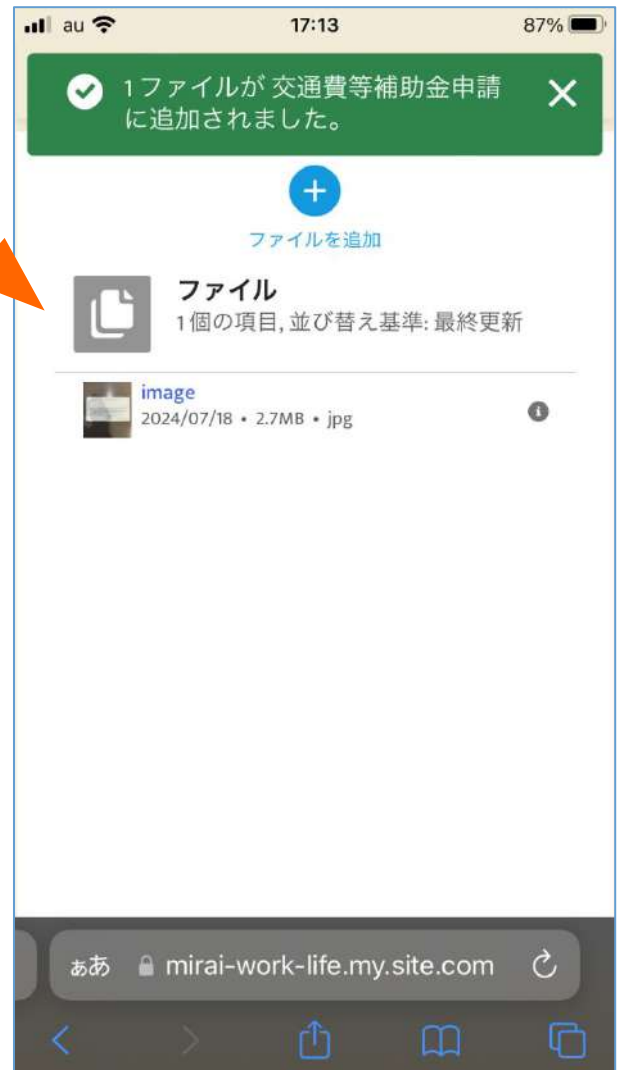 au 17:13 87%
1ファイルが 交通費等補助金申請
に追加されました。
ファイルを追加
ファイル
1個の項目, 並び替え基準: 最終更新
image
2024/07/18 • 2.7MB • jpg
ぁあ mirai-work-life.my.site.com